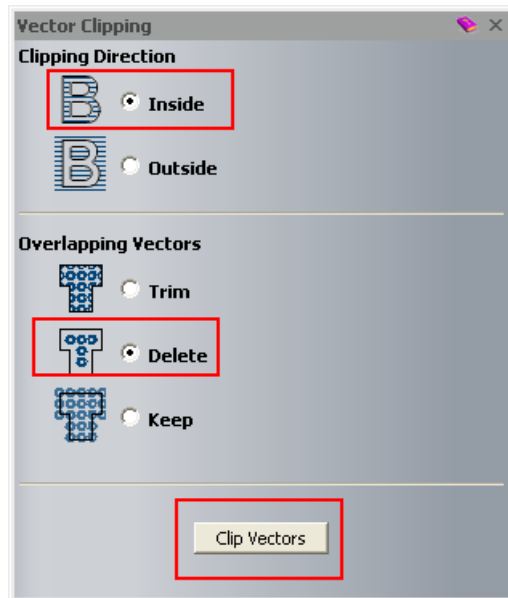 Vector Clipping
Clipping Direction
Inside
Outside
Overlapping Vectors
Trim
Delete
Keep
Clip Vectors